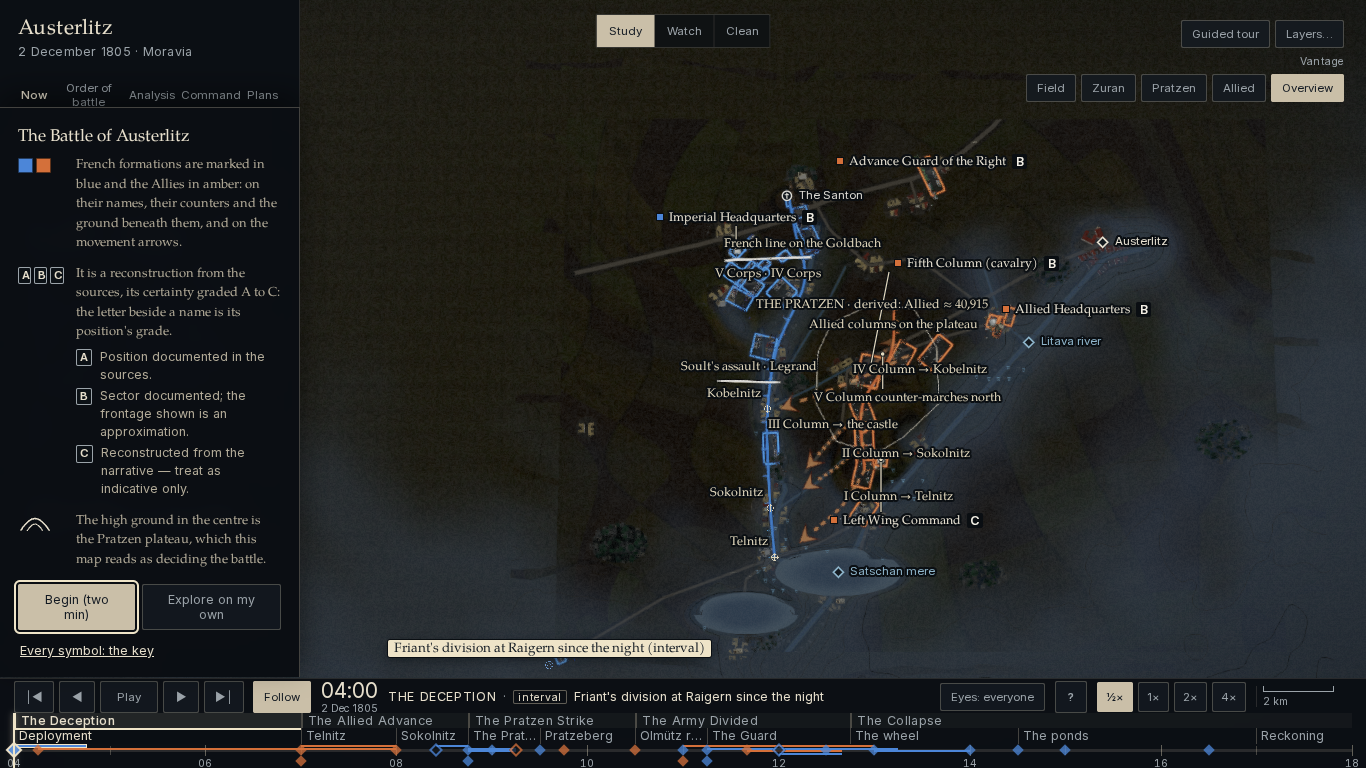 Austerlitz
2 December 1805 · Moravia
Now
Order of battle
Analysis
Command
Plans
The Battle of Austerlitz
French formations are marked in
blue and the Allies in amber: on
their names, their counters and the
ground beneath them, and on the
movement arrows.
A B C
It is a reconstruction from the
sources, its certainty graded A to C:
the letter beside a name is its
position's grade.
A Position documented in the
sources.
B Sector documented; the
frontage shown is an
approximation.
C Reconstructed from the
narrative — treat as
indicative only.
The high ground in the centre is
the Pratzen plateau, which this
map reads as deciding the battle.
Begin (two
min)
Explore on my
own
Every symbol: the key
Study Watch Clean
Guided tour Layers…
Vantage
Field Zuran Pratzen Allied Overview
Advance Guard of the Right B
The Santon
Imperial Headquarters B
French line on the Goldbach
Austerlitz
Fifth Column (cavalry) B
V Corps · IV Corps
THE PRATZEN · derived: Allied ≈ 40,915
Allied Headquarters B
Allied columns on the plateau
Litava river
Soult's assault · Legrand
IV Column → Kobelnitz
Kobelnitz
V Column counter-marches north
III Column → the castle
II Column → Sokolnitz
Sokolnitz
I Column → Telnitz
Left Wing Command C
Telnitz
Satschan mere
Friant's division at Raigern since the night (interval)
Play
Follow
04:00
2 Dec 1805
THE DECEPTION · interval Friant's division at Raigern since the night
Eyes: everyone
?
½× 1× 2× 4×
2 km
The Deception The Allied Advance The Pratzen Strike The Army Divided The Collapse
Deployment Telnitz Sokolnitz The Prat… Pratzeberg Olmütz r… The Guard The wheel The ponds Reckoning
04 06 08 10 12 14 16 18